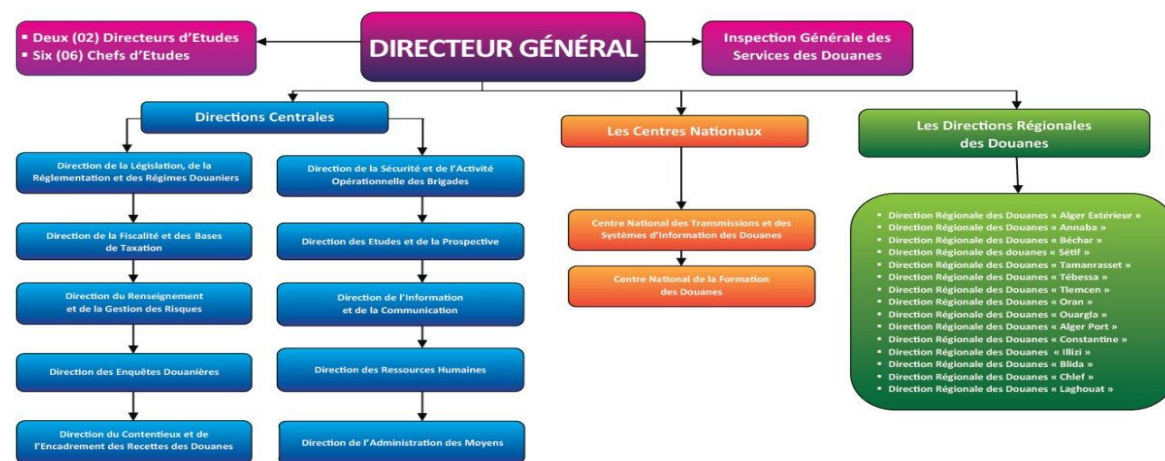 ▪ Deux (02) Directeurs d'Etudes
▪ Six (06) Chefs d'Etudes
DIRECTEUR GÉNÉRAL
Inspection Générale des
Services des Douanes
Directions Centrales
Direction de la Législation, de la
Réglementation et des Régimes Douaniers
Direction de la Fiscalité et des Bases
de Taxation
Direction du Renseignement
et de la Gestion des Risques
Direction des Enquêtes Douanières
Direction du Contentieux et de
l'Encadrement des Recettes des Douanes
Direction de la Sécurité et de l'Activité
Opérationnelle des Brigades
Direction des Etudes et de la Prospective
Direction de l'Information
et de la Communication
Direction des Ressources Humaines
Direction de l'Administration des Moyens
Les Centres Nationaux
Centre National des Transmissions et des
Systèmes d'Information des Douanes
Centre National de la Formation
des Douanes
Les Directions Régionales
des Douanes
▪ Direction Régionale des Douanes « Alger Extérieur »
▪ Direction Régionale des Douanes « Annaba »
▪ Direction Régionale des Douanes « Béchar »
▪ Direction Régionale des douanes « Sétif »
▪ Direction Régionale des Douanes « Tamanrasset »
▪ Direction Régionale des Douanes « Tébessa »
▪ Direction Régionale des Douanes « Tlemcen »
▪ Direction Régionale des Douanes « Oran »
▪ Direction Régionale des Douanes « Ouargla »
▪ Direction Régionale des Douanes « Alger Port »
▪ Direction Régionale des Douanes « Constantine »
▪ Direction Régionale des Douanes « Illizi »
▪ Direction Régionale des Douanes « Blida »
▪ Direction Régionale des Douanes « Chlef »
▪ Direction Régionale des Douanes « Laghouat »